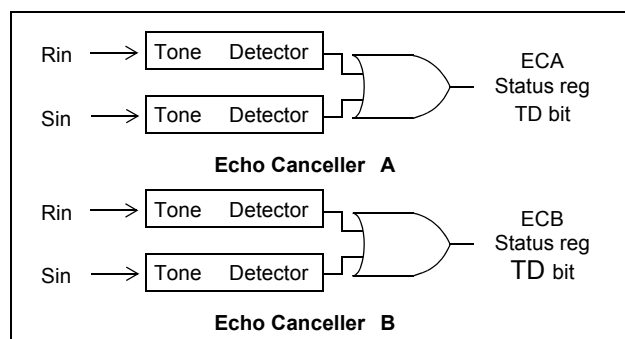 Rin
Tone Detector
ECA
Status reg
TD bit
Sin
Tone Detector
Echo Canceller A
Rin
Tone Detector
ECB
Status reg
TD bit
Sin
Tone Detector
Echo Canceller B